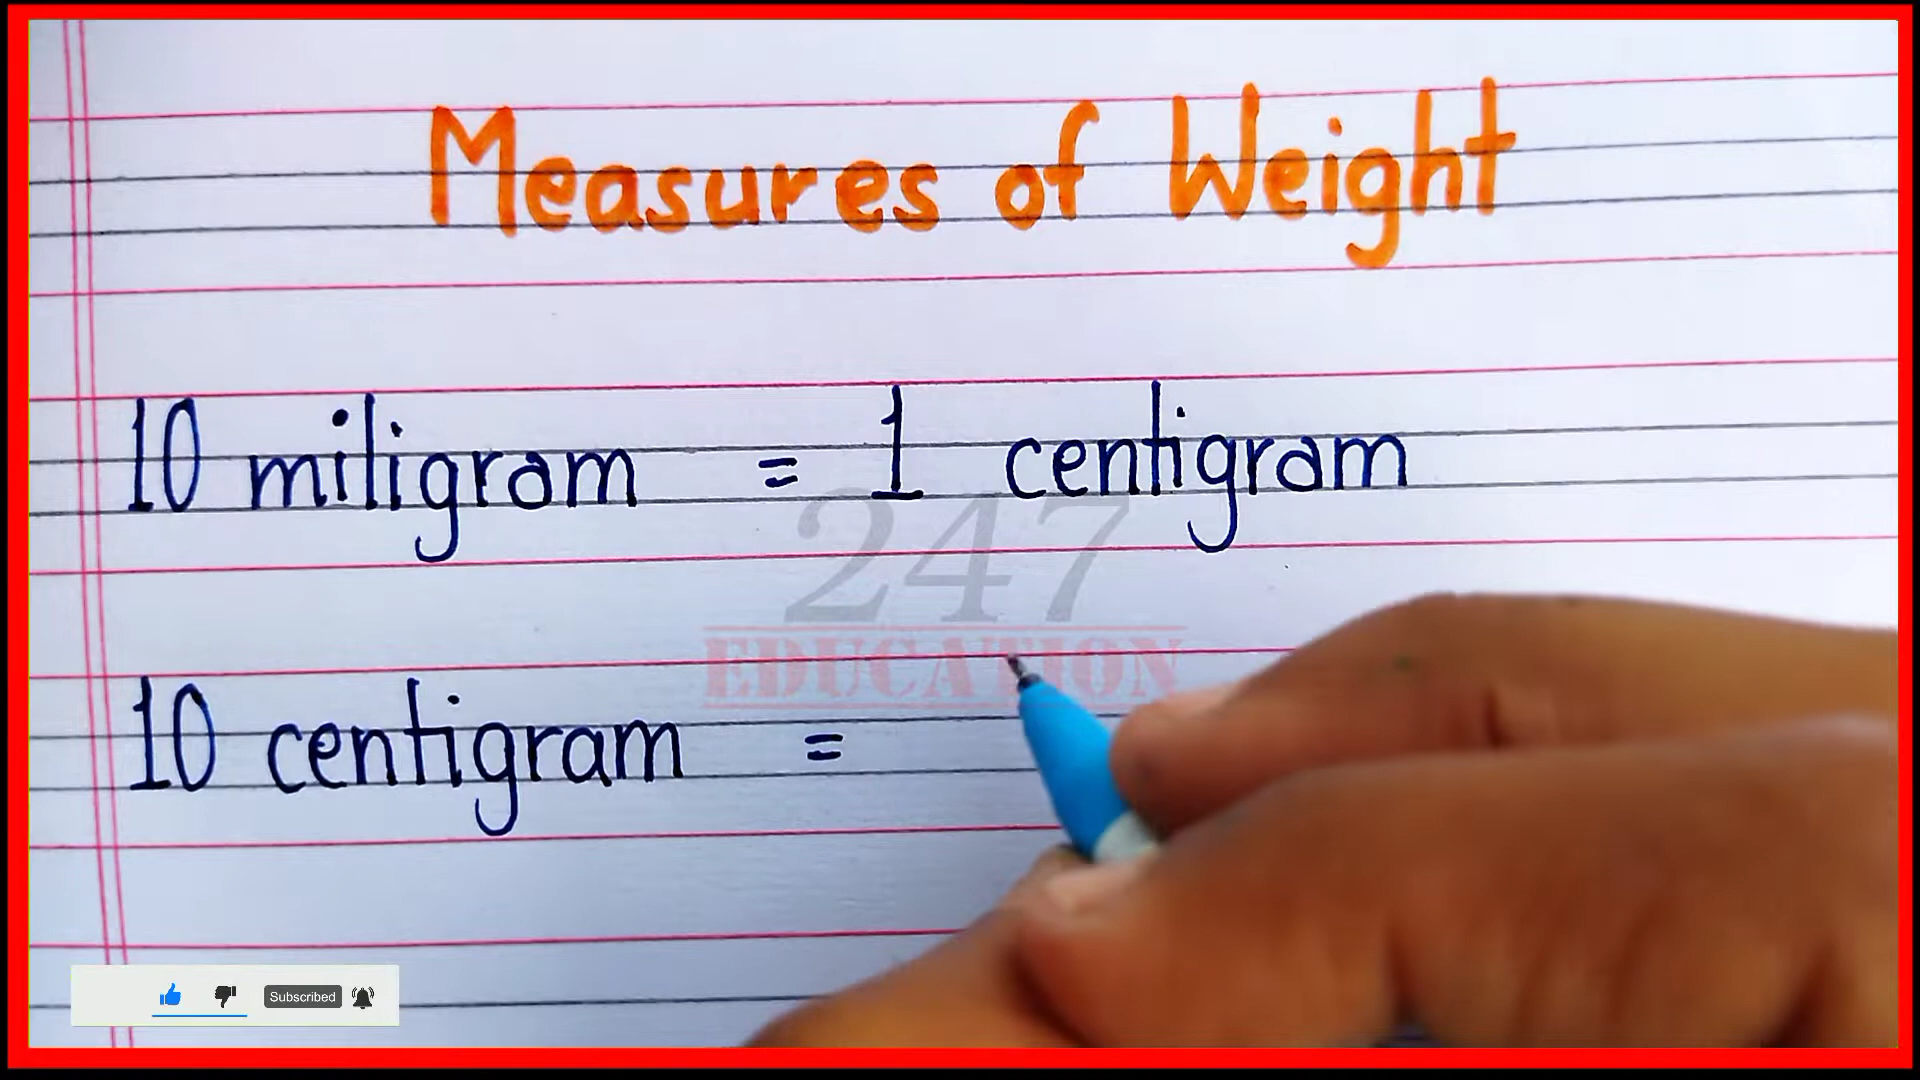 Measures of Weight
10 miligram = 1 centigram
247
EDUCATION
10 centigram =
Subscribed